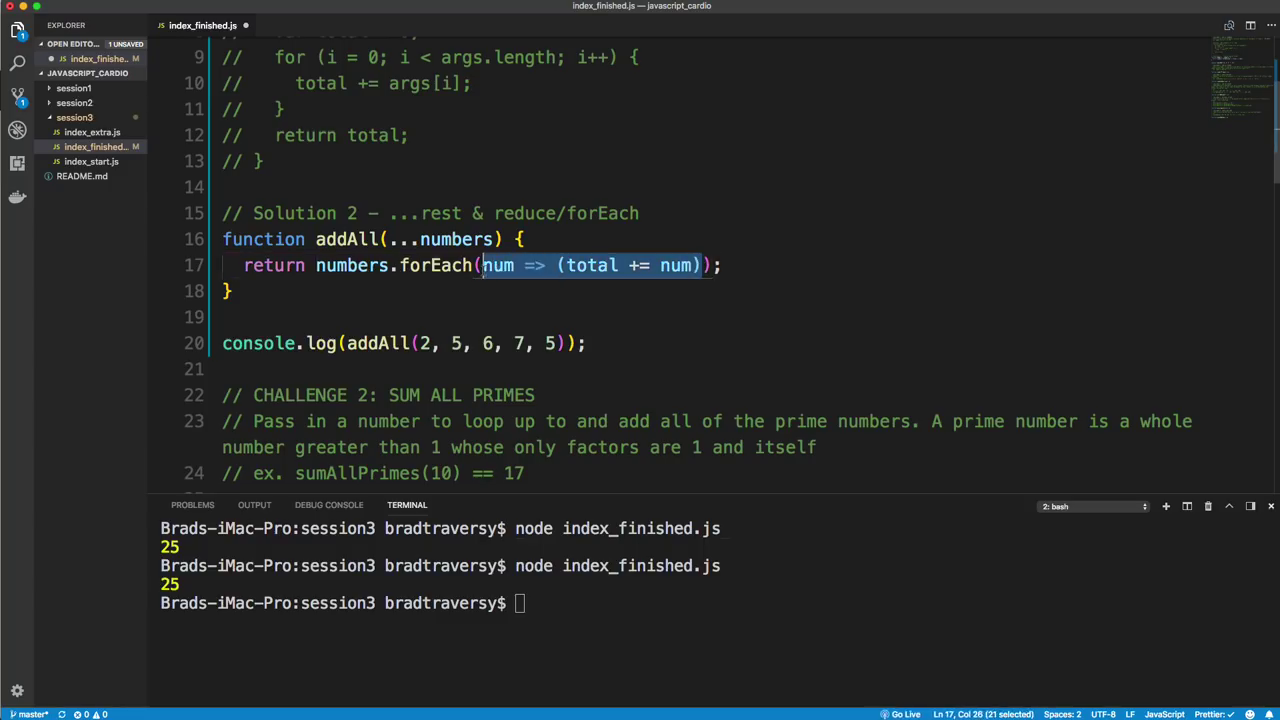 index_finished.js — javascript_cardio
EXPLORER
index_finished.js
OPEN EDITO...
1 UNSAVED
index_finishe... M
JAVASCRIPT_CARDIO
session1
session2
session3
index_extra.js
index_finished... M
index_start.js
README.md
1
1
9 // for (i = 0; i < args.length; i++) {
10 // total += args[i];
11 // }
12 // return total;
13 // }
14
15 // Solution 2 - ...rest & reduce/forEach
16 function addAll(...numbers) {
17 return numbers.forEach(num => (total += num));
18 }
19
20 console.log(addAll(2, 5, 6, 7, 5));
21
22 // CHALLENGE 2: SUM ALL PRIMES
23 // Pass in a number to loop up to and add all of the prime numbers. A prime number is a whole
number greater than 1 whose only factors are 1 and itself
24 // ex. sumAllPrimes(10) == 17
PROBLEMS OUTPUT DEBUG CONSOLE TERMINAL 2: bash
Brads-iMac-Pro:session3 bradtraversy$ node index_finished.js
25
Brads-iMac-Pro:session3 bradtraversy$ node index_finished.js
25
Brads-iMac-Pro:session3 bradtraversy$
master* 0 0 Go Live Ln 17, Col 26 (21 selected) Spaces: 2 UTF-8 LF JavaScript Prettier: ✓